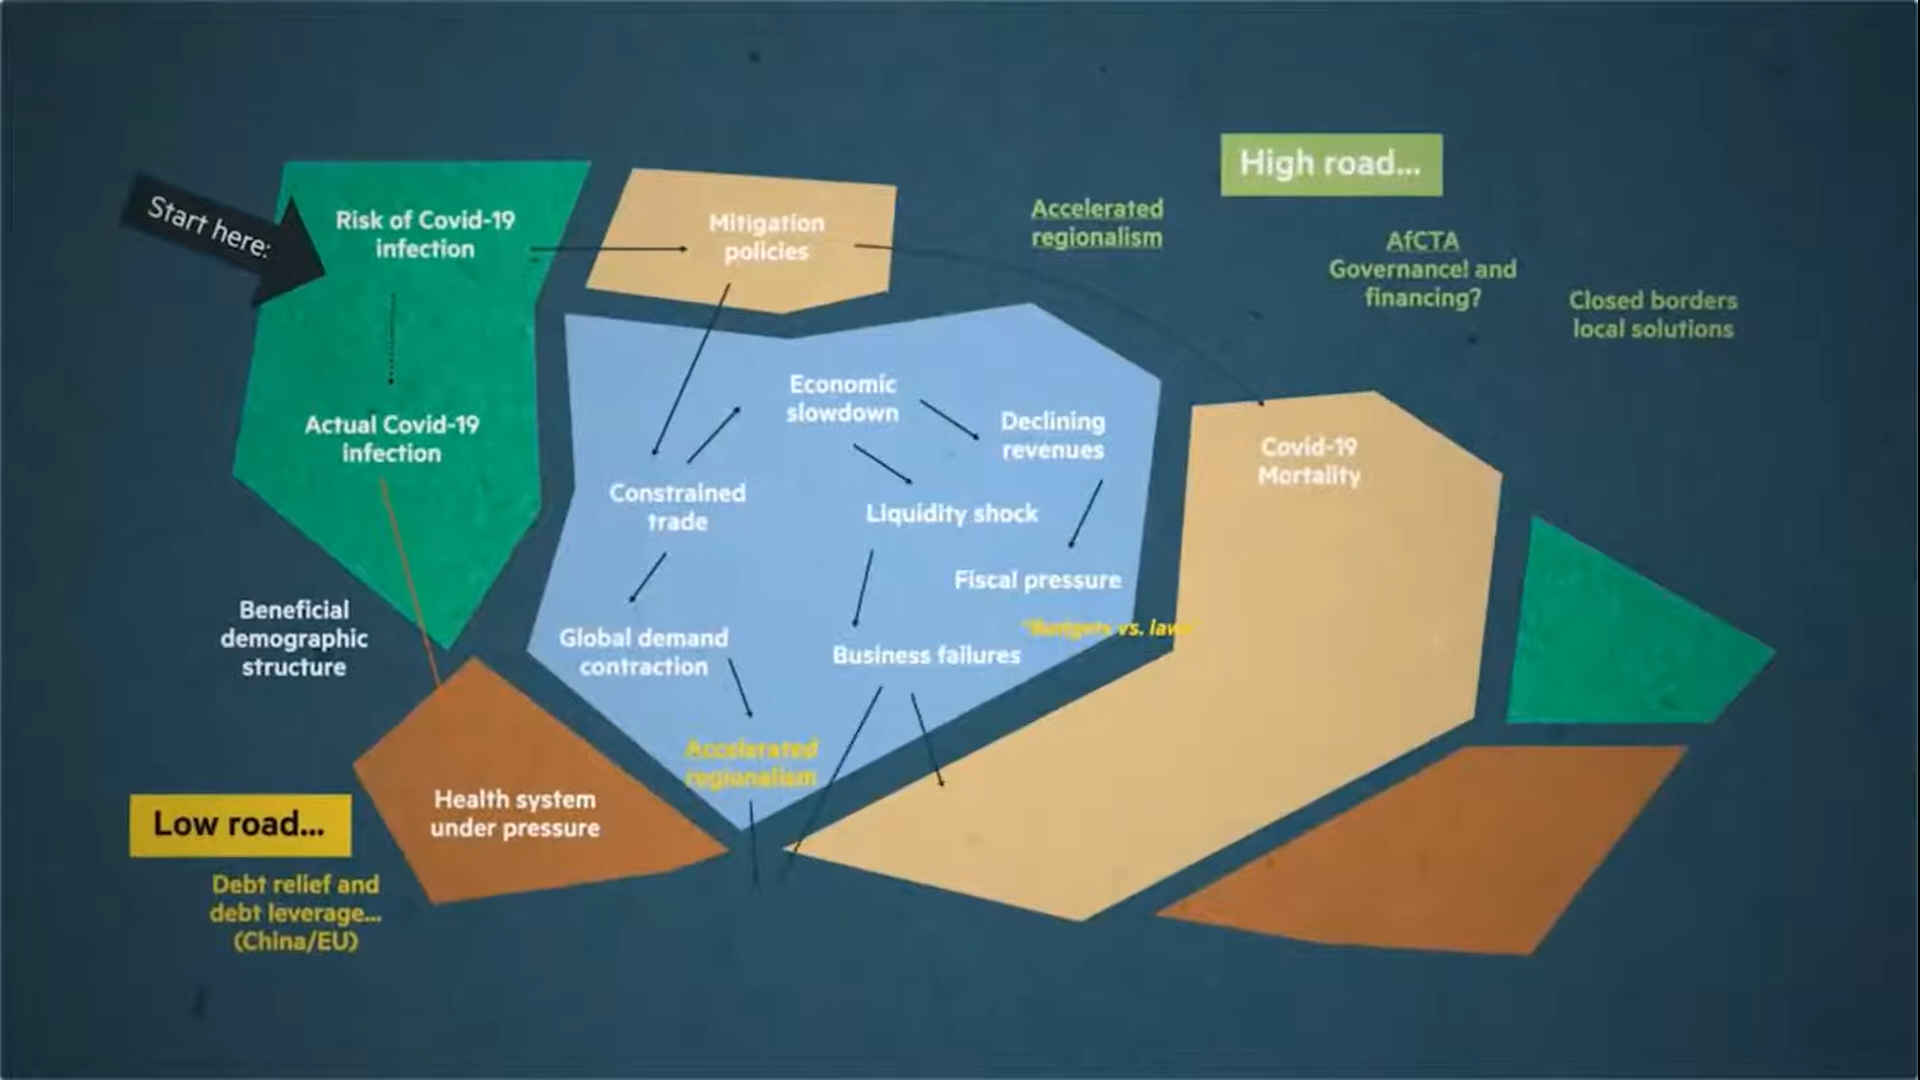 Start here:
Risk of Covid-19
infection
Mitigation
policies
High road...
Accelerated
regionalism
AfCTA
Governance! and
financing?
Closed borders
local solutions
Economic
slowdown
Declining
revenues
Actual Covid-19
infection
Covid-19
Mortality
Constrained
trade
Liquidity shock
Fiscal pressure
"Budgets vs. laws"
Beneficial
demographic
structure
Global demand
contraction
Business failures
Accelerated
regionalism
Health system
under pressure
Low road...
Debt relief and
debt leverage...
(China/EU)